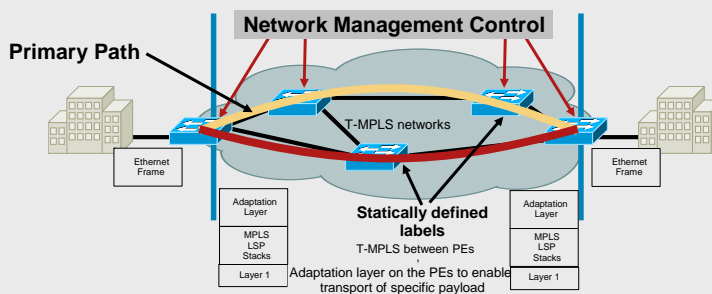 Network Management Control
Primary Path
T-MPLS networks
Ethernet
Frame
Ethernet
Frame
Adaptation
Layer
MPLS
LSP
Stacks
Layer 1
Statically defined
labels
T-MPLS between PEs
,
Adaptation layer on the PEs to enable
transport of specific payload
Adaptation
Layer
MPLS
LSP
Stacks
Layer 1